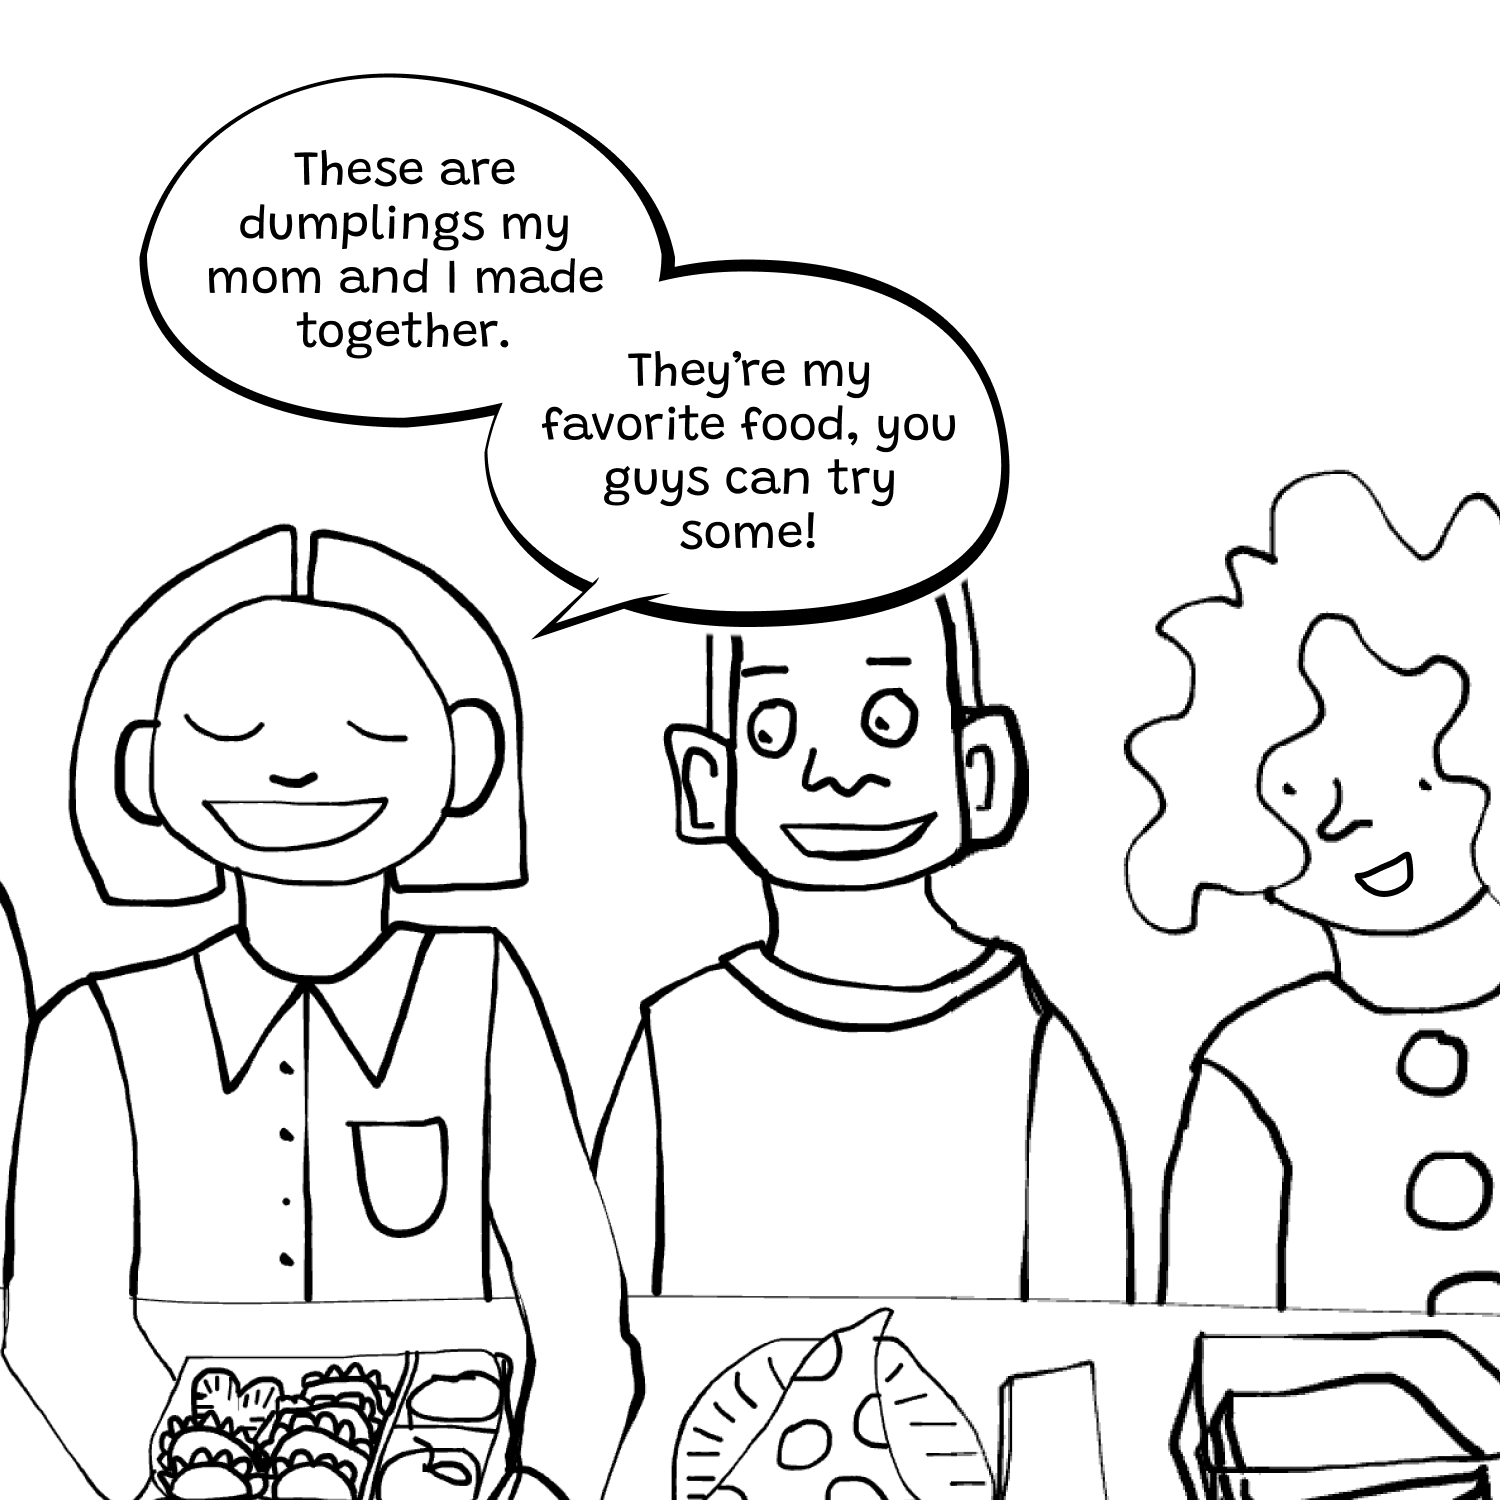 These are
dumplings my
mom and I made
together.
They’re my
favorite food, you
guys can try
some!